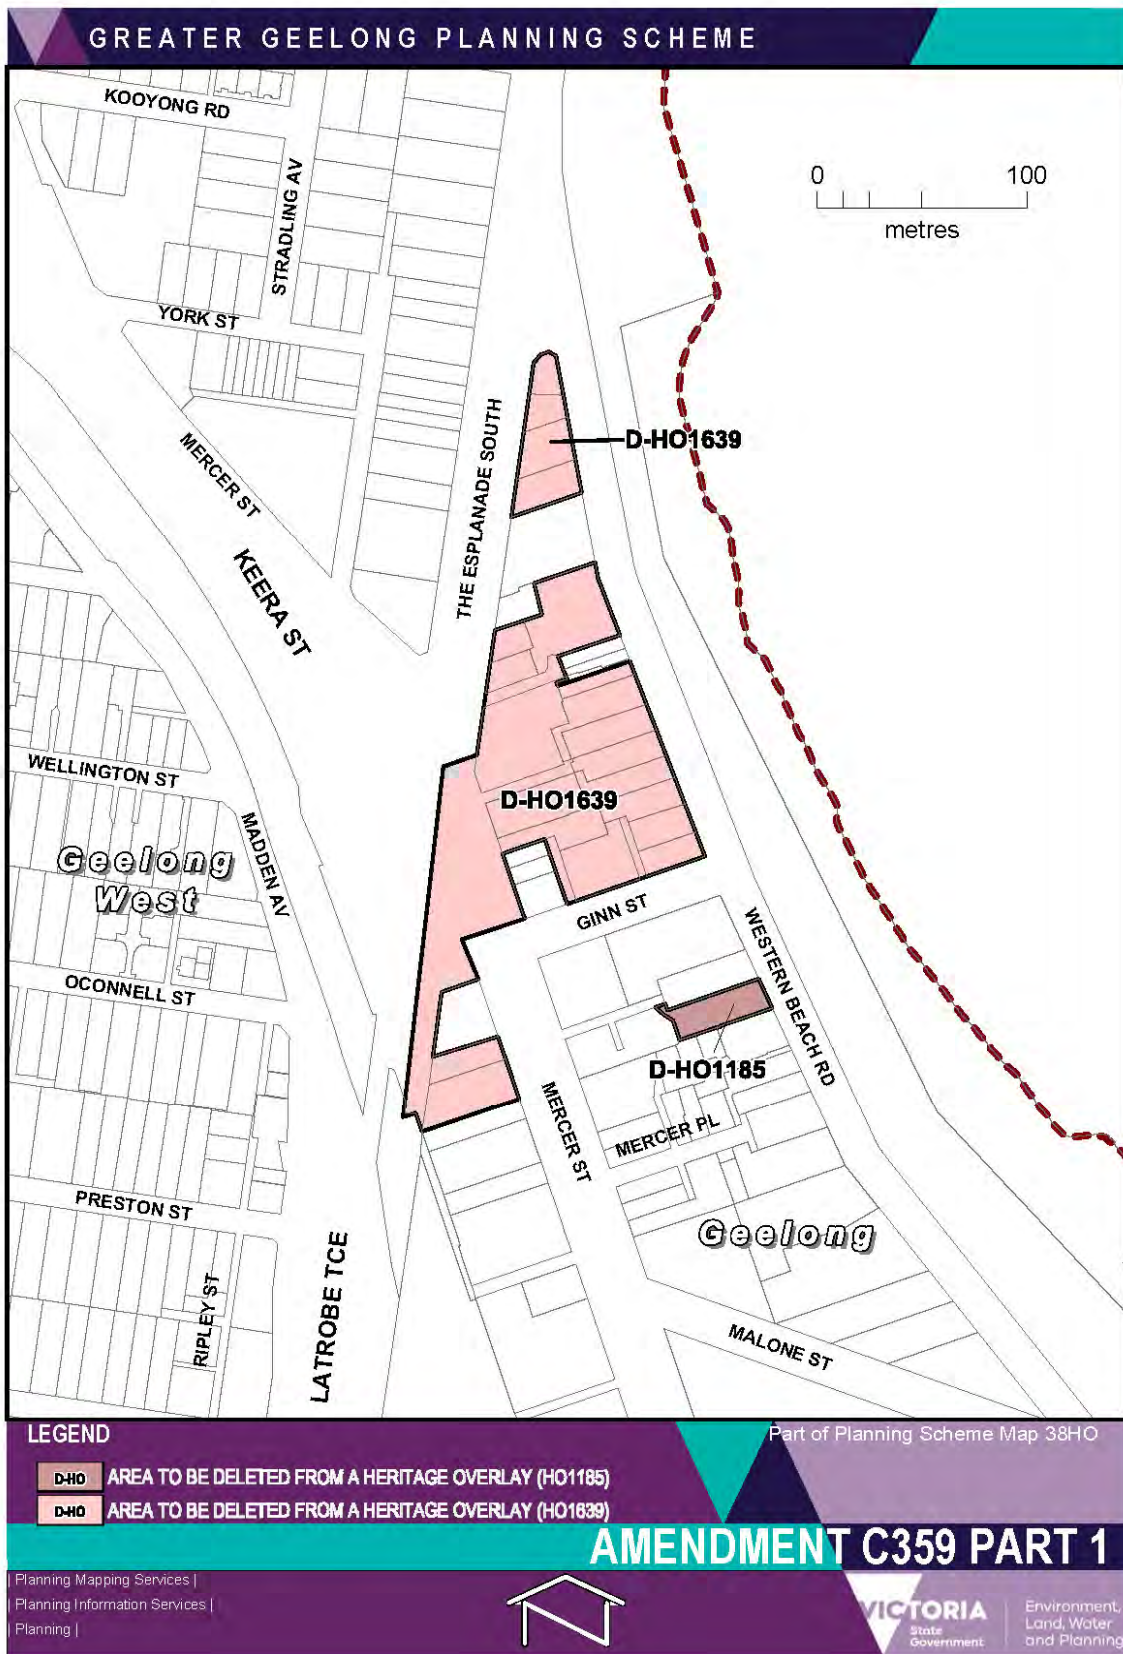 GREATER GEELONG PLANNING SCHEME
KOOYONG RD
STRADLING AV
0 100
metres
YORK ST
D-HO1639
MERCER ST
THE ESPLANADE SOUTH
KEERA ST
WELLINGTON ST
D-HO1639
MADDEN AV
Geelong
West
GINN ST
WESTERN BEACH RD
OCONNELL ST
D-HO1185
MERCER ST
MERCER PL
PRESTON ST
Geelong
LATROBE TCE
RIPLEY ST
MALONE ST
LEGEND
Part of Planning Scheme Map 38HO
D-HO AREA TO BE DELETED FROM A HERITAGE OVERLAY (HO1185)
D-HO AREA TO BE DELETED FROM A HERITAGE OVERLAY (HO1639)
AMENDMENT C359 PART 1
| Planning Mapping Services |
| Planning Information Services |
| Planning |
N
VICTORIA
State
Government
Environment,
Land, Water
and Planning